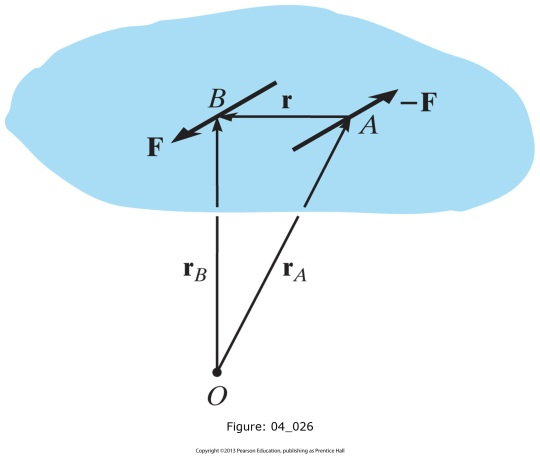 B
r
A
−F
F
r_B
r_A
O
Figure: 04_026
Copyright ©2013 Pearson Education, publishing as Prentice Hall